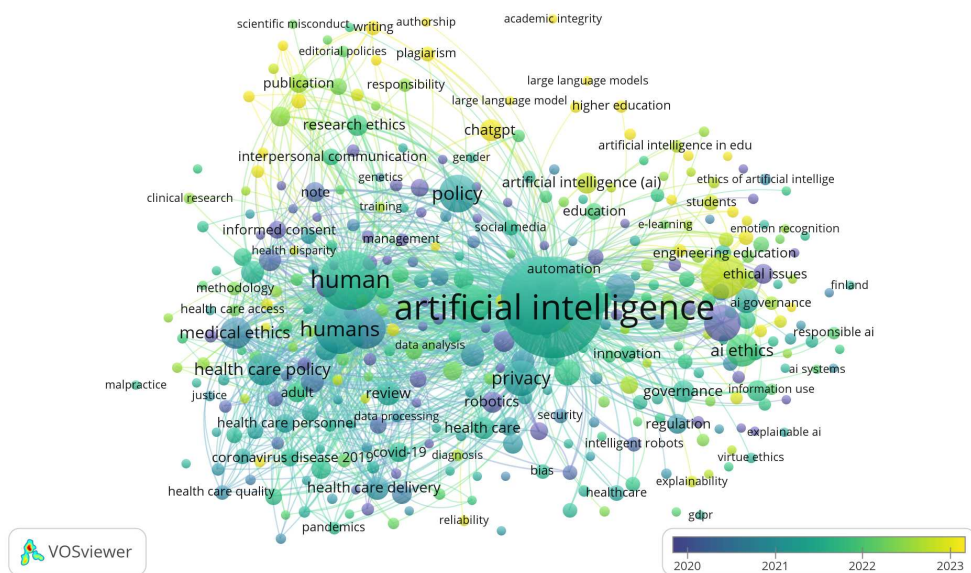 academic integrity
scientific misconduct
writing
authorship
editorial policies
plagiarism
publication
responsibility
large language models
large language model
higher education
research ethics
chatgpt
artificial intelligence in edu
interpersonal communication
gender
genetics
artificial intelligence (ai)
ethics of artificial intellige
clinical research
note
policy
training
education
students
informed consent
social media
e-learning
emotion recognition
health disparity
management
engineering education
automation
human
ethical issues
methodology
finland
artificial intelligence
ai governance
health care access
medical ethics
humans
responsible ai
data analysis
innovation
ai ethics
health care policy
ai systems
malpractice
privacy
justice
adult
review
governance
information use
robotics
data processing
security
health care personnel
health care
regulation
explainable ai
intelligent robots
coronavirus disease 2019
covid-19
diagnosis
virtue ethics
bias
explainability
health care quality
health care delivery
healthcare
reliability
gdpr
pandemics
VOSviewer
2020
2021
2022
2023